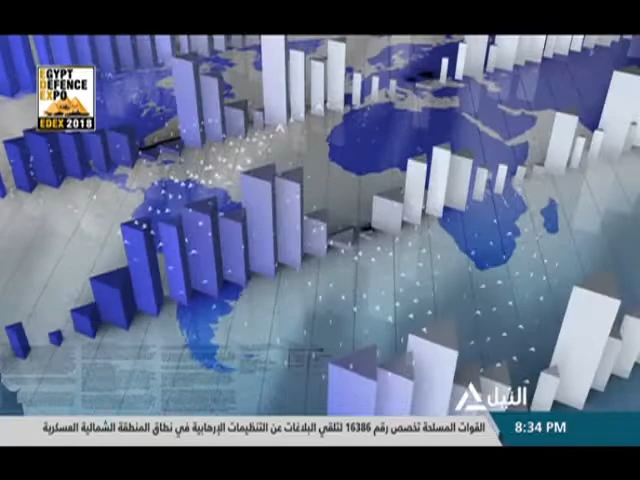 EGYPT
DEFENCE
EXPO
EDEX 2018
النيل
8:34 PM
القوات المسلحة تخصص رقم 16386 لتلقي البلاغات عن التنظيمات الإرهابية في نطاق المنطقة الشمالية العسكرية